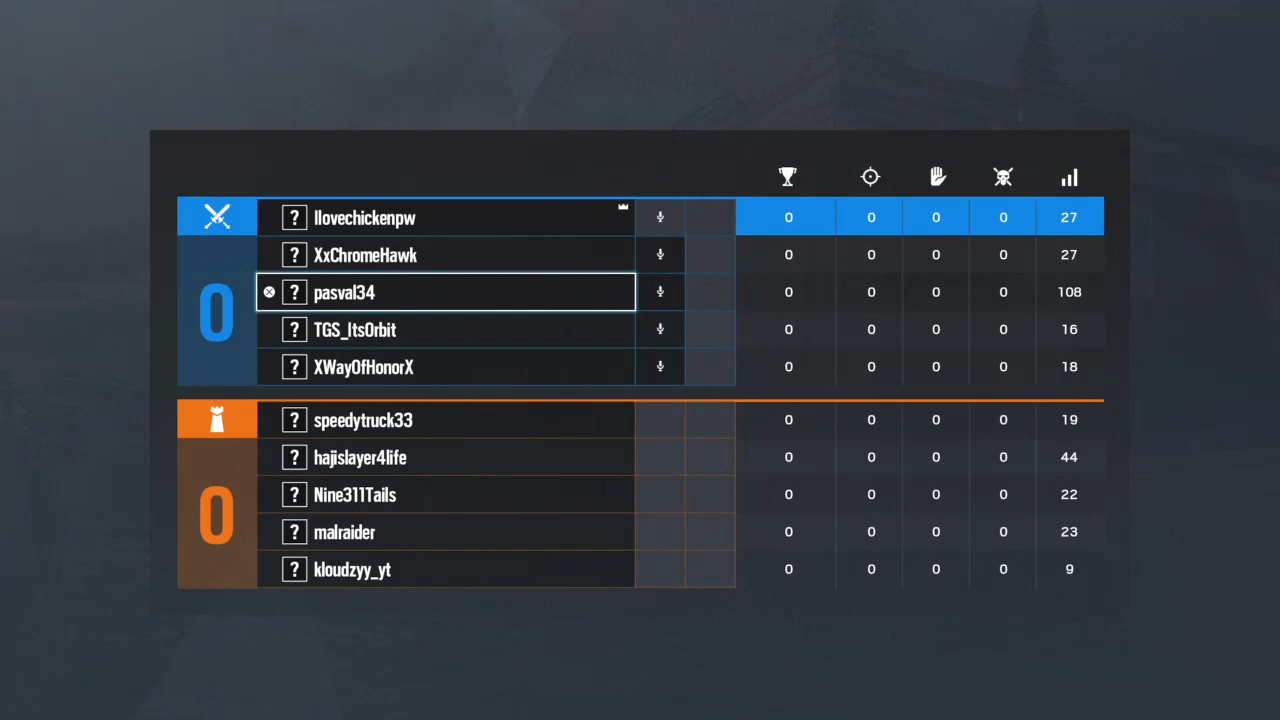 ? Ilovechickenpw 0 0 0 0 27
? XxChromeHawk 0 0 0 0 27
? pasval34 0 0 0 0 108
? TGS_ItsOrbit 0 0 0 0 16
? XWayOfHonorX 0 0 0 0 18
0
? speedytruck33 0 0 0 0 19
? hajislayer4life 0 0 0 0 44
? Nine311Tails 0 0 0 0 22
? malraider 0 0 0 0 23
? kloudzyy_yt 0 0 0 0 9
0